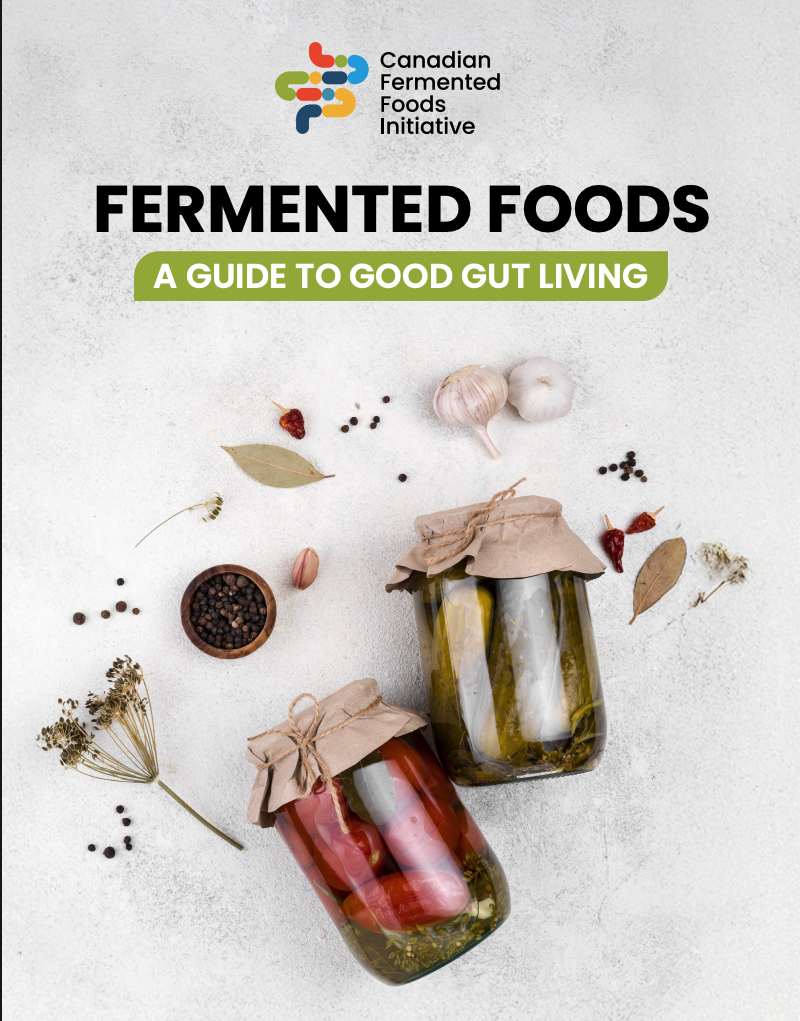 Canadian
Fermented
Foods
Initiative
FERMENTED FOODS
A GUIDE TO GOOD GUT LIVING